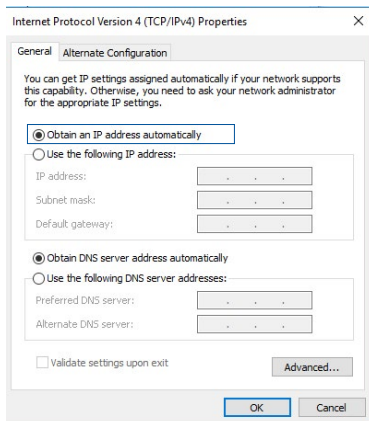 Internet Protocol Version 4 (TCP/IPv4) Properties
General
Alternate Configuration
You can get IP settings assigned automatically if your network supports
this capability. Otherwise, you need to ask your network administrator
for the appropriate IP settings.
Obtain an IP address automatically
Use the following IP address:
IP address:
Subnet mask:
Default gateway:
Obtain DNS server address automatically
Use the following DNS server addresses:
Preferred DNS server:
Alternate DNS server:
Validate settings upon exit
Advanced...
OK
Cancel